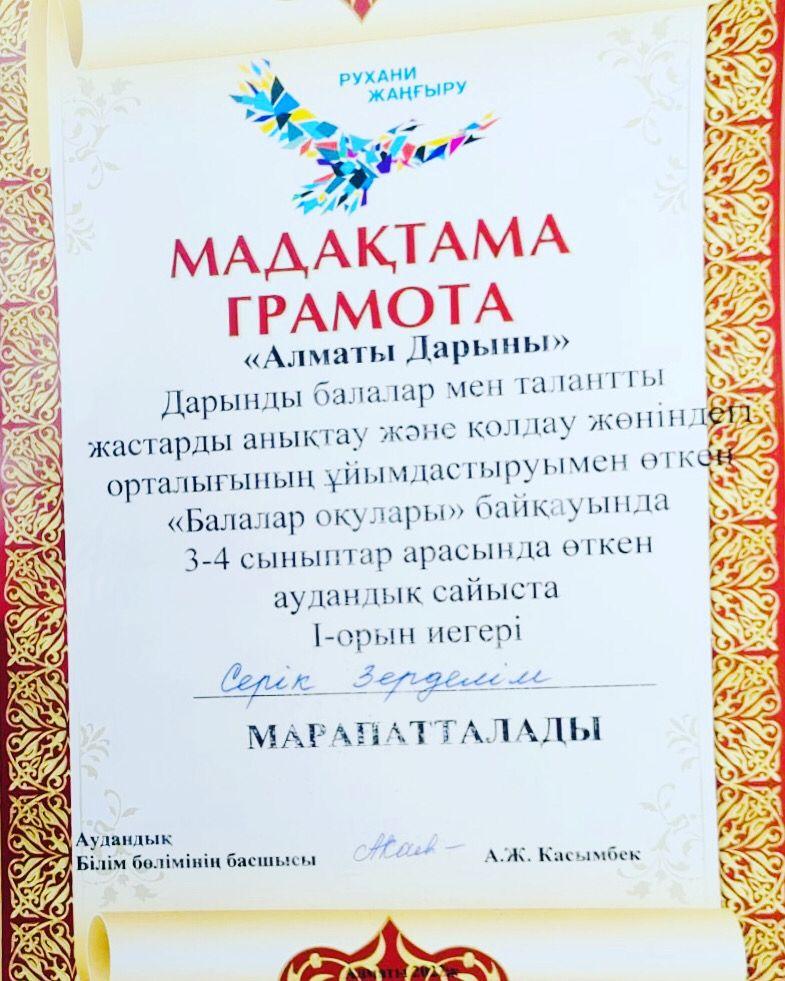 РУХАНИ
ЖАҢҒЫРУ
МАДАҚТАМА
ГРАМОТА
«Алматы Дарыны»
Дарынды балалар мен талантты
жастарды анықтау және қолдау жөніндегі
орталығының ұйымдастыруымен өткен
«Балалар оқулары» байқауында
3-4 сыныптар арасында өткен
аудандық сайыста
І-орын иегері
Серік Зерделім
МАРАПАТТАЛАДЫ
Аудандық
Білім бөлімінің басшысы
А.Ж. Касымбек
Алматы 2022ж